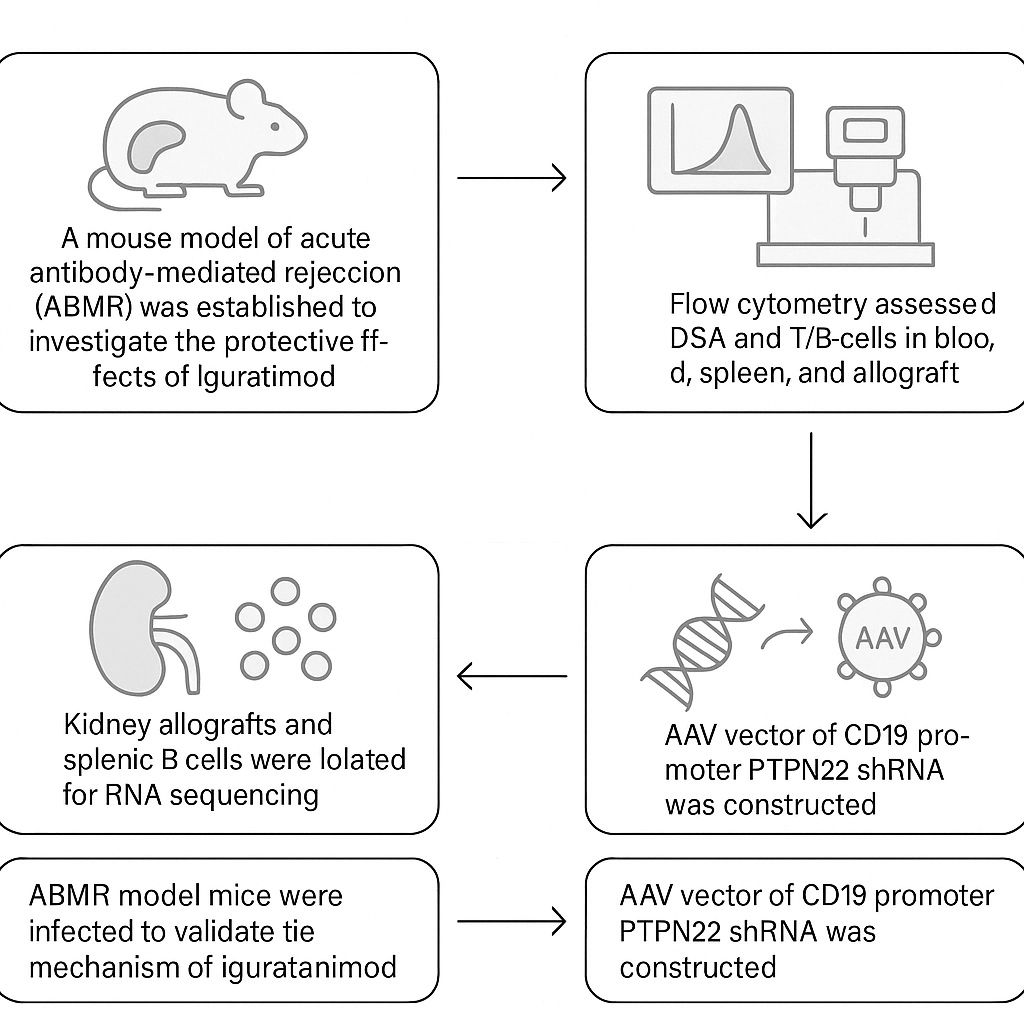 A mouse model of acute
antibody-mediated rejeccion
(ABMR) was established to
investigate the protective ff-
fects of Iguratimod
Flow cytometry assessed
DSA and T/B-cells in bloo,
d, spleen, and allograft
Kidney allografts and
splenic B cells were lolated
for RNA sequencing
AAV
AAV vector of CD19 pro-
moter PTPN22 shRNA
was constructed
ABMR model mice were
infected to validate tie
mechanism of iguratanimod
AAV vector of CD19 promoter
PTPN22 shRNA was
constructed